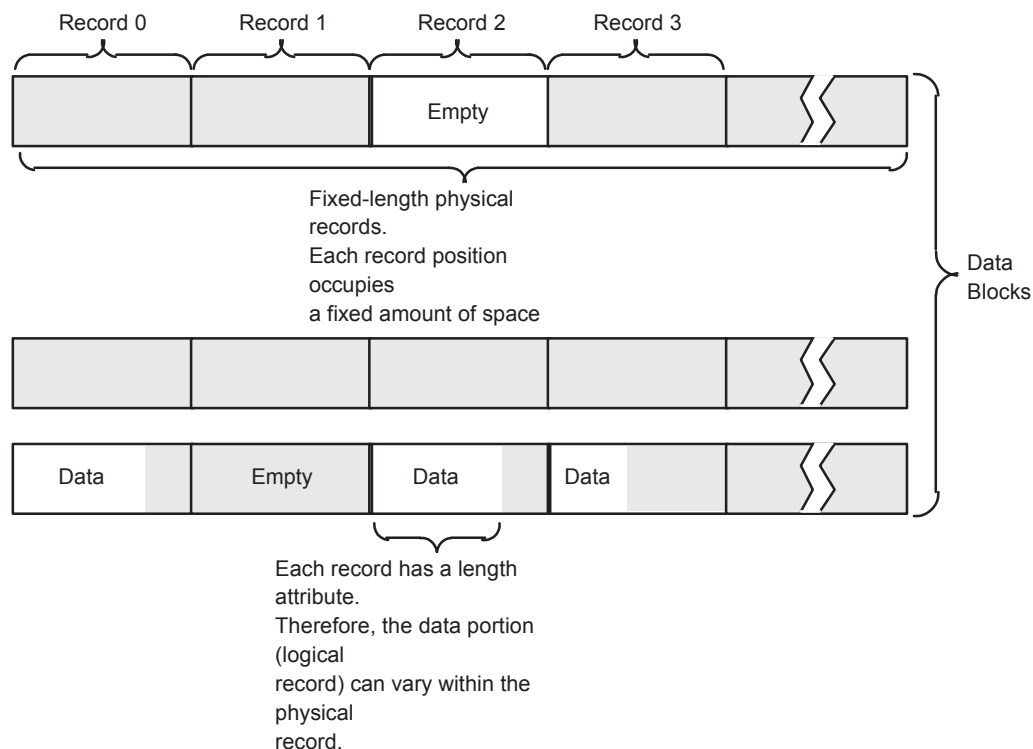 Record 0 Record 1 Record 2 Record 3
Empty
Fixed-length physical
records.
Each record position
occupies
a fixed amount of space
Data
Blocks
Data Empty Data Data
Each record has a length
attribute.
Therefore, the data portion
(logical
record) can vary within the
physical
record.